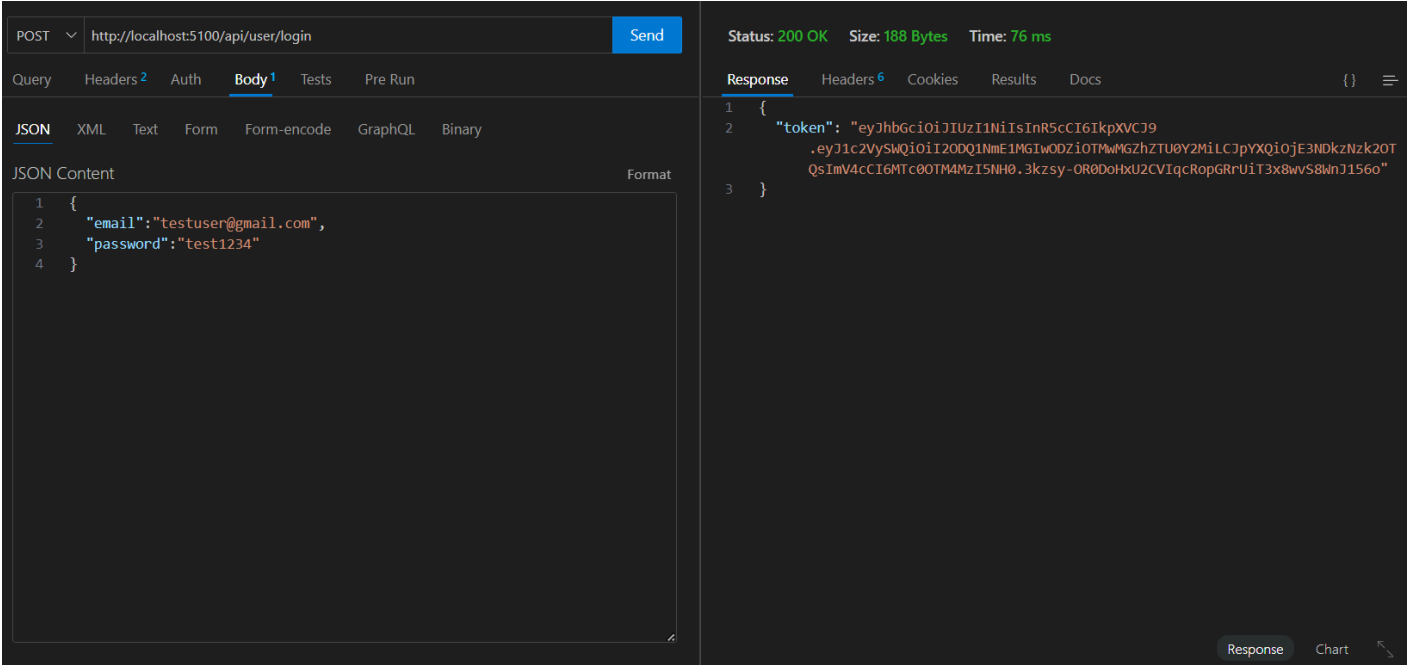 POST http://localhost:5100/api/user/login Send
Query Headers 2 Auth Body 1 Tests Pre Run
JSON XML Text Form Form-encode GraphQL Binary
JSON Content Format
1 {
2 "email":"testuser@gmail.com",
3 "password":"test1234"
4 }
Status: 200 OK Size: 188 Bytes Time: 76 ms
Response Headers 6 Cookies Results Docs { }
1 {
2 "token": "eyJhbGciOiJIUzI1NiIsInR5cCI6IkpXVCJ9
.eyJ1c2VySWQiOiI2ODQ1NmE1MGIwODZiOTMwMGZhZTU0Y2MiLCJpYXQiOjE3NDkzNzk2OT
QsImV4cCI6MTc0OTM4MzI5NH0.3kzsy-OR0DoHxU2CVIqcRopGRrUiT3x8wvS8WnJ156o"
3 }
Response Chart